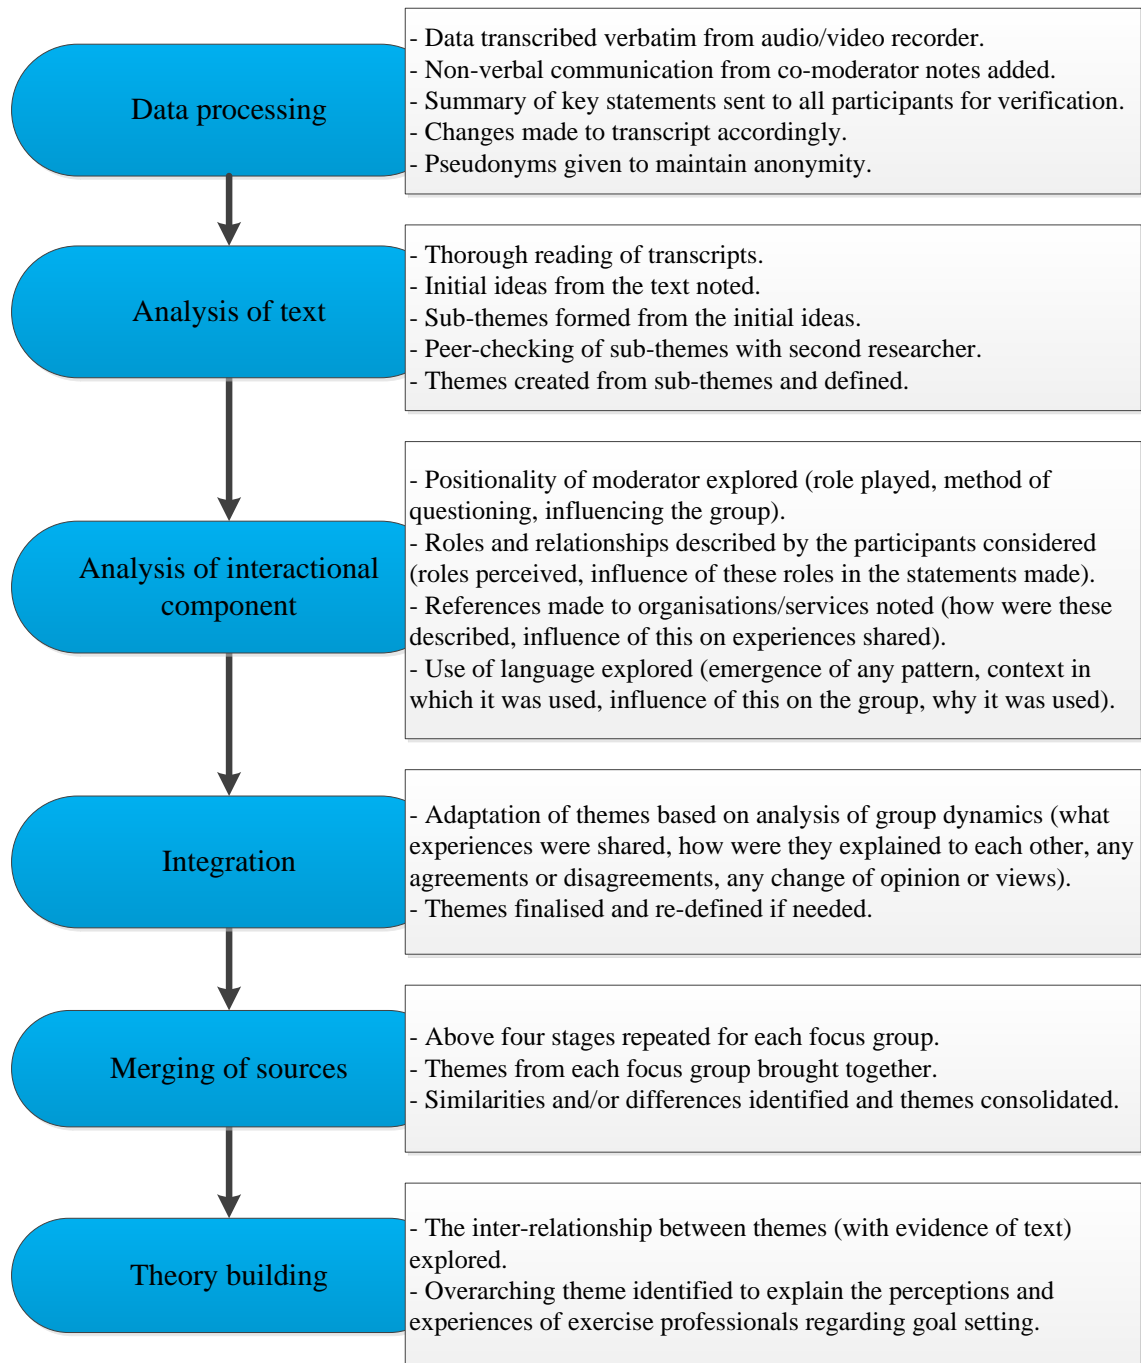 Data processing
- Data transcribed verbatim from audio/video recorder.
- Non-verbal communication from co-moderator notes added.
- Summary of key statements sent to all participants for verification.
- Changes made to transcript accordingly.
- Pseudonyms given to maintain anonymity.
Analysis of text
- Thorough reading of transcripts.
- Initial ideas from the text noted.
- Sub-themes formed from the initial ideas.
- Peer-checking of sub-themes with second researcher.
- Themes created from sub-themes and defined.
Analysis of interactional
component
- Positionality of moderator explored (role played, method of
questioning, influencing the group).
- Roles and relationships described by the participants considered
(roles perceived, influence of these roles in the statements made).
- References made to organisations/services noted (how were these
described, influence of this on experiences shared).
- Use of language explored (emergence of any pattern, context in
which it was used, influence of this on the group, why it was used).
Integration
- Adaptation of themes based on analysis of group dynamics (what
experiences were shared, how were they explained to each other, any
agreements or disagreements, any change of opinion or views).
- Themes finalised and re-defined if needed.
Merging of sources
- Above four stages repeated for each focus group.
- Themes from each focus group brought together.
- Similarities and/or differences identified and themes consolidated.
Theory building
- The inter-relationship between themes (with evidence of text)
explored.
- Overarching theme identified to explain the perceptions and
experiences of exercise professionals regarding goal setting.